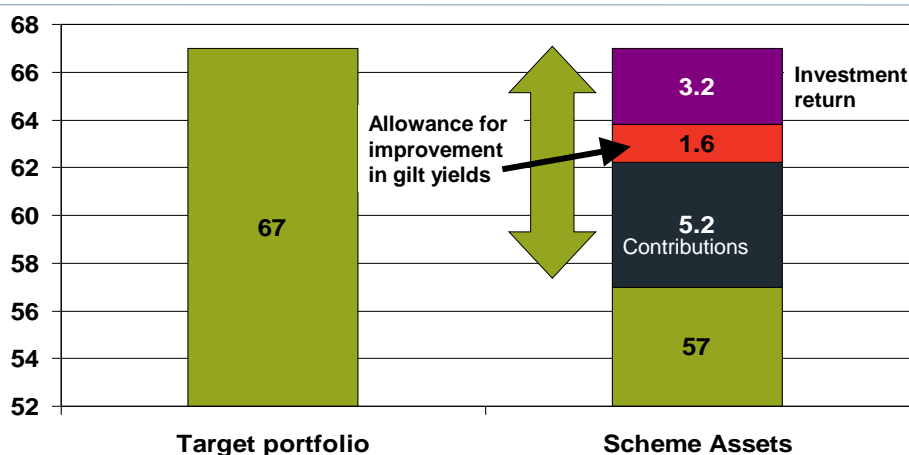 68
66
64
62
60
58
56
54
52
67
Allowance for
improvement
in gilt yields
3.2
Investment
return
1.6
5.2
Contributions
57
Target portfolio
Scheme Assets